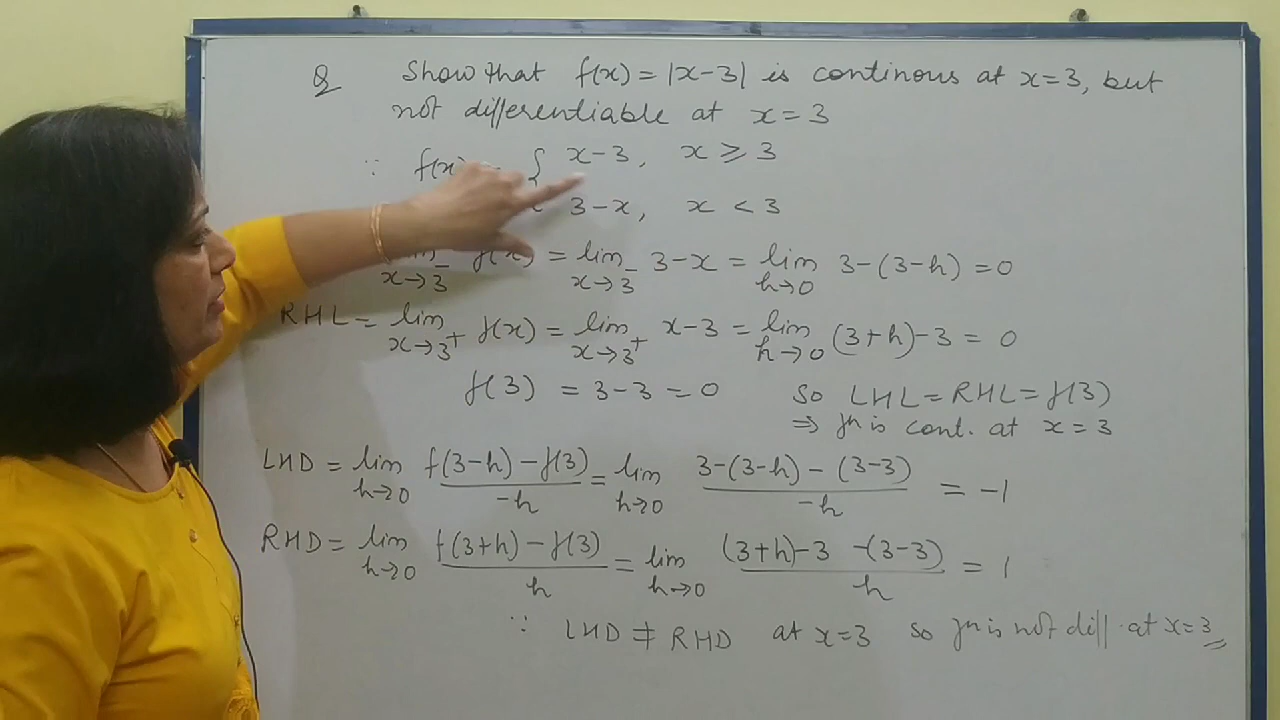 Q Show that f(x) = |x-3| is continous at x=3, but
not differentiable at x = 3
∵ f(x) = { x-3, x ≥ 3
3-x, x < 3
lim x→3⁻ f(x) = lim x→3⁻ 3-x = lim h→0 3-(3-h) = 0
RHL = lim x→3⁺ f(x) = lim x→3⁺ x-3 = lim h→0 (3+h)-3 = 0
f(3) = 3-3 = 0 So LHL = RHL = f(3)
⇒ fn is cont. at x = 3
LHD = lim h→0 f(3-h) - f(3) / -h = lim h→0 3-(3-h) - (3-3) / -h = -1
RHD = lim h→0 f(3+h) - f(3) / h = lim h→0 (3+h)-3 -(3-3) / h = 1
∵ LHD ≠ RHD at x=3 so fn is not diff. at x=3